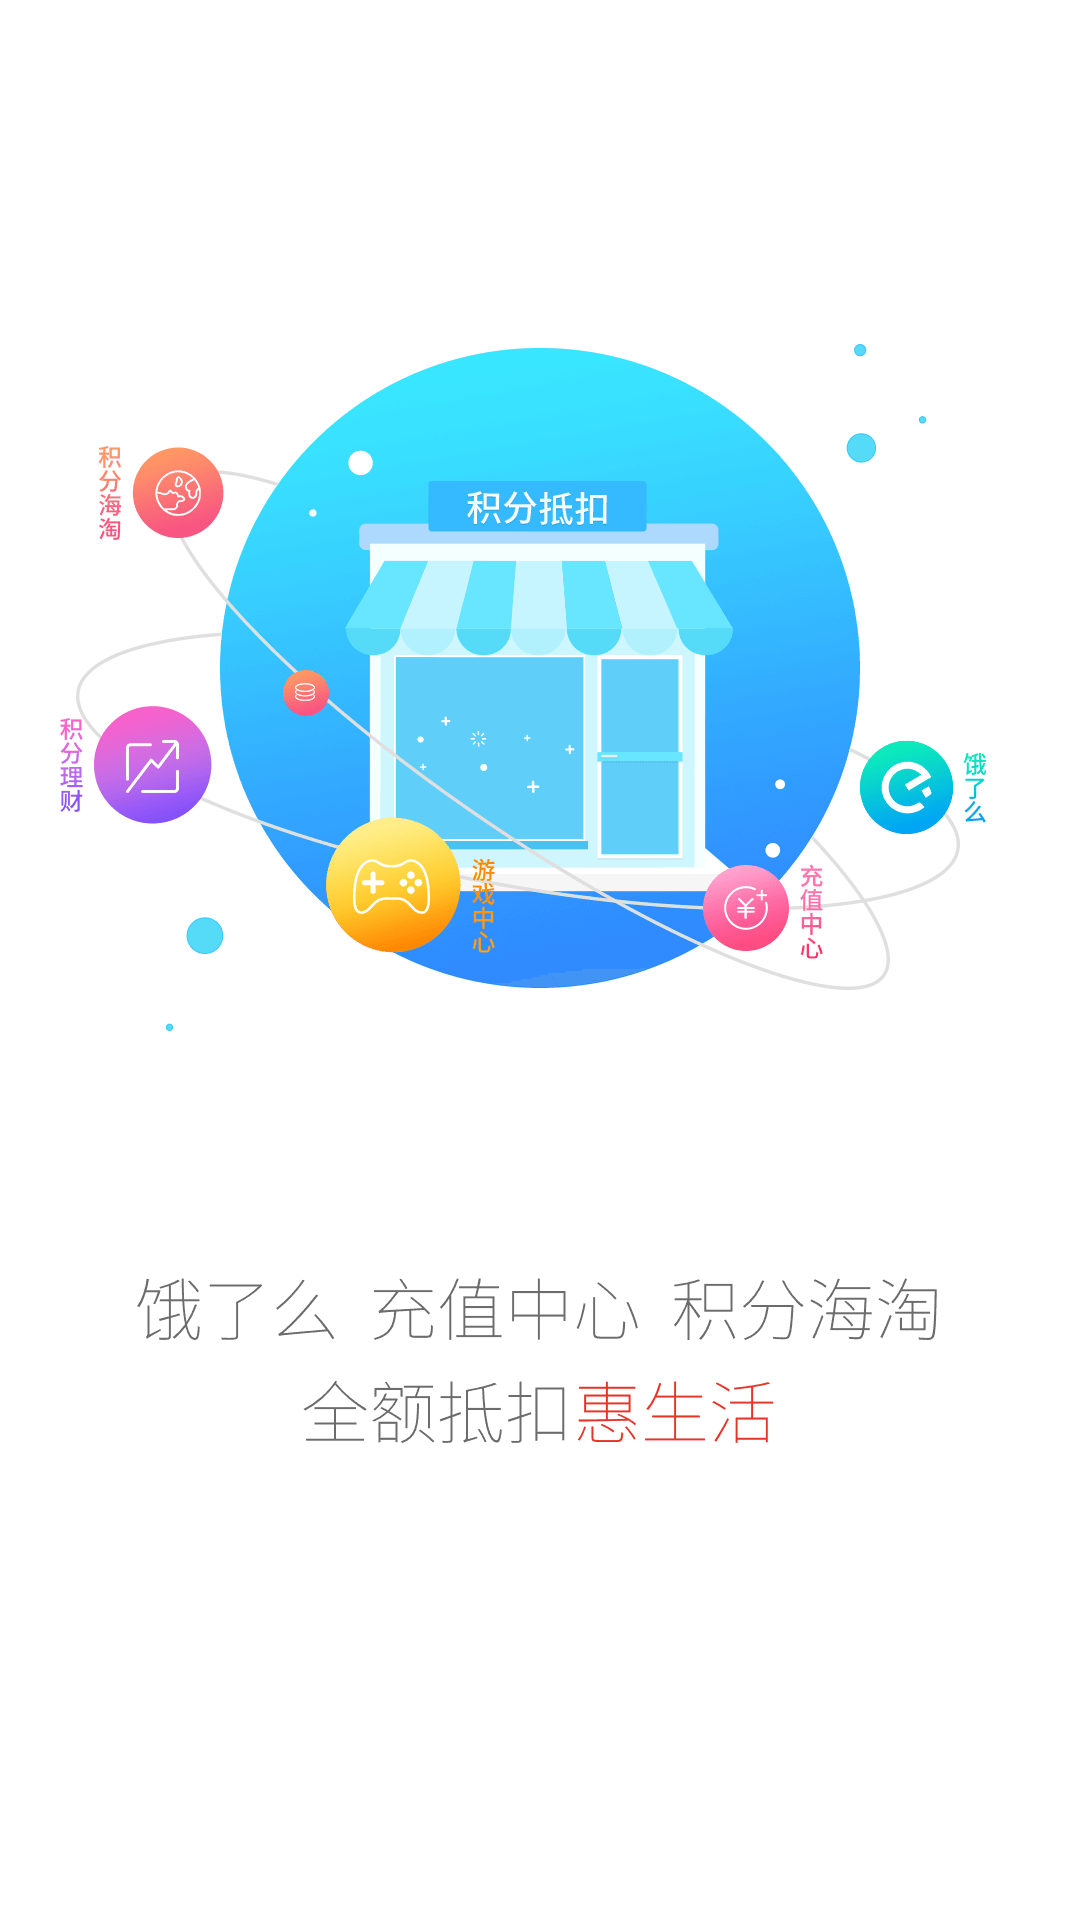 积分抵扣
积分海淘
积分理财
饿了么
游戏中心
充值中心
饿了么 充值中心 积分海淘
全额抵扣惠生活